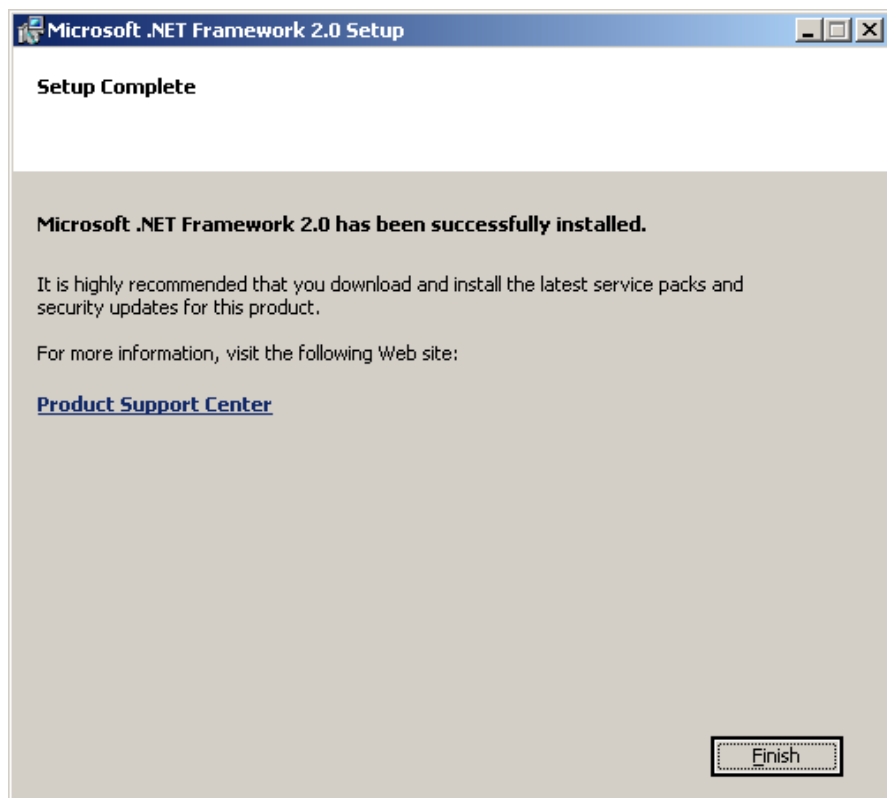 Microsoft .NET Framework 2.0 Setup
Setup Complete
Microsoft .NET Framework 2.0 has been successfully installed.
It is highly recommended that you download and install the latest service packs and
security updates for this product.
For more information, visit the following Web site:
Product Support Center
Finish